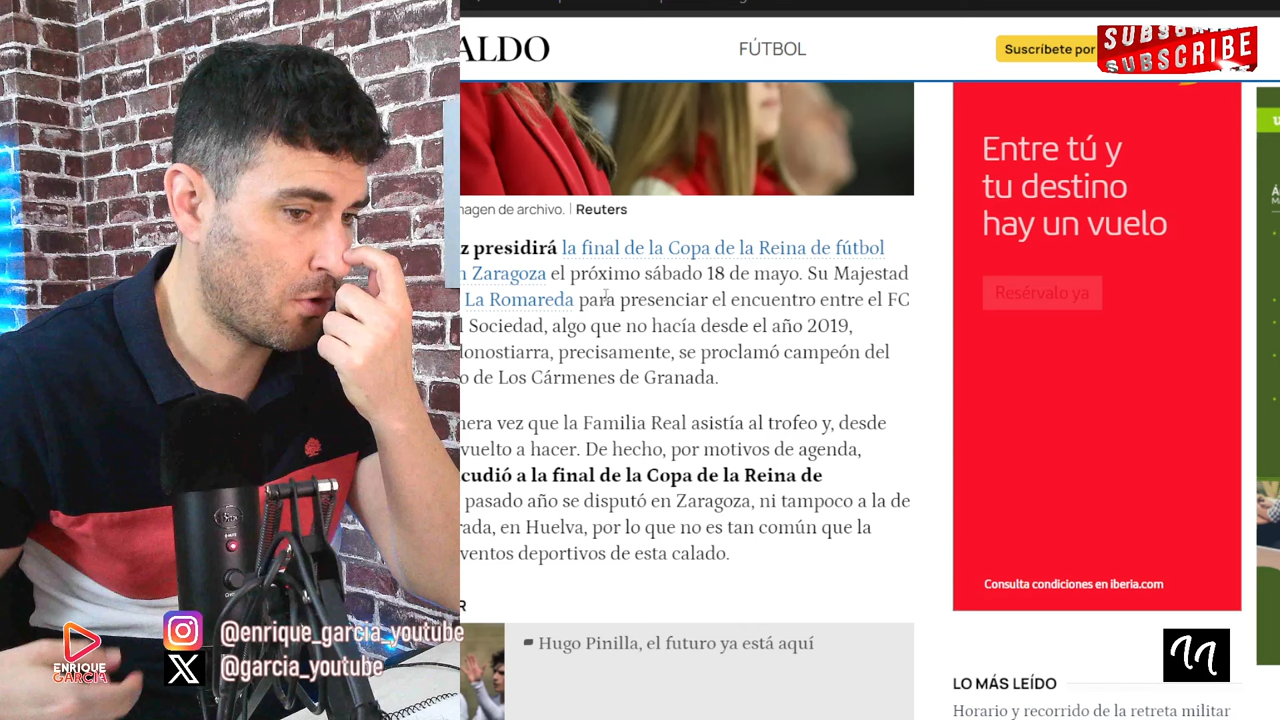 ALDO
FÚTBOL
Suscríbete por
SUBSCRIBE
SUBSCRIBE
Entre tú y
tu destino
hay un vuelo
Resérvalo ya
Consulta condiciones en iberia.com
magen de archivo. | Reuters
z presidirá la final de la Copa de la Reina de fútbol
n Zaragoza el próximo sábado 18 de mayo. Su Majestad
La Romareda para presenciar el encuentro entre el FC
l Sociedad, algo que no hacía desde el año 2019,
donostiarra, precisamente, se proclamó campeón del
o de Los Cármenes de Granada.
mera vez que la Familia Real asistía al trofeo y, desde
vuelto a hacer. De hecho, por motivos de agenda,
cudió a la final de la Copa de la Reina de
pasado año se disputó en Zaragoza, ni tampoco a la de
rada, en Huelva, por lo que no es tan común que la
ventos deportivos de esta calado.
R
Hugo Pinilla, el futuro ya está aquí
LO MÁS LEÍDO
Horario y recorrido de la retreta militar
ENRIQUE
GARCIA
@enrique_garcia_youtube
@garcia_youtube